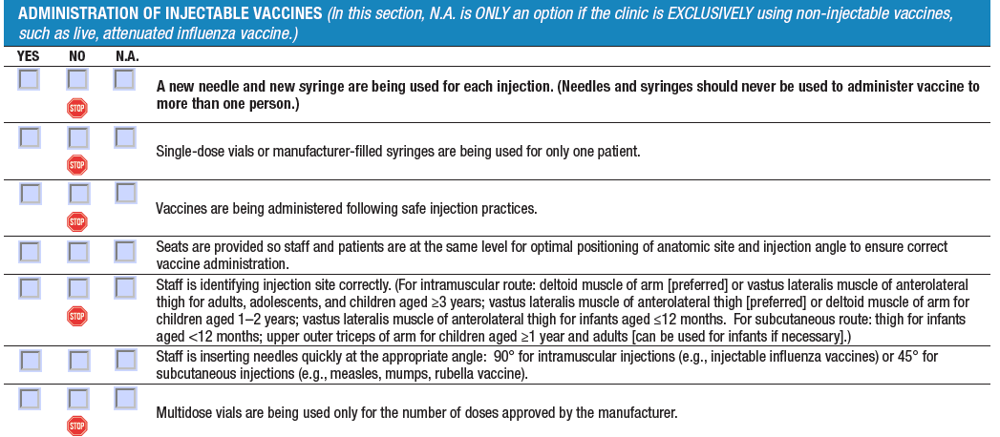 ADMINISTRATION OF INJECTABLE VACCINES (In this section, N.A. is ONLY an option if the clinic is EXCLUSIVELY using non-injectable vaccines,
such as live, attenuated influenza vaccine.)
YES NO N.A.
STOP
A new needle and new syringe are being used for each injection. (Needles and syringes should never be used to administer vaccine to
more than one person.)
STOP
Single-dose vials or manufacturer-filled syringes are being used for only one patient.
STOP
Vaccines are being administered following safe injection practices.
Seats are provided so staff and patients are at the same level for optimal positioning of anatomic site and injection angle to ensure correct
vaccine administration.
STOP
Staff is identifying injection site correctly. (For intramuscular route: deltoid muscle of arm [preferred] or vastus lateralis muscle of anterolateral
thigh for adults, adolescents, and children aged ≥3 years; vastus lateralis muscle of anterolateral thigh [preferred] or deltoid muscle of arm for
children aged 1–2 years; vastus lateralis muscle of anterolateral thigh for infants aged ≤12 months. For subcutaneous route: thigh for infants
aged <12 months; upper outer triceps of arm for children aged ≥1 year and adults [can be used for infants if necessary].)
Staff is inserting needles quickly at the appropriate angle: 90° for intramuscular injections (e.g., injectable influenza vaccines) or 45° for
subcutaneous injections (e.g., measles, mumps, rubella vaccine).
STOP
Multidose vials are being used only for the number of doses approved by the manufacturer.